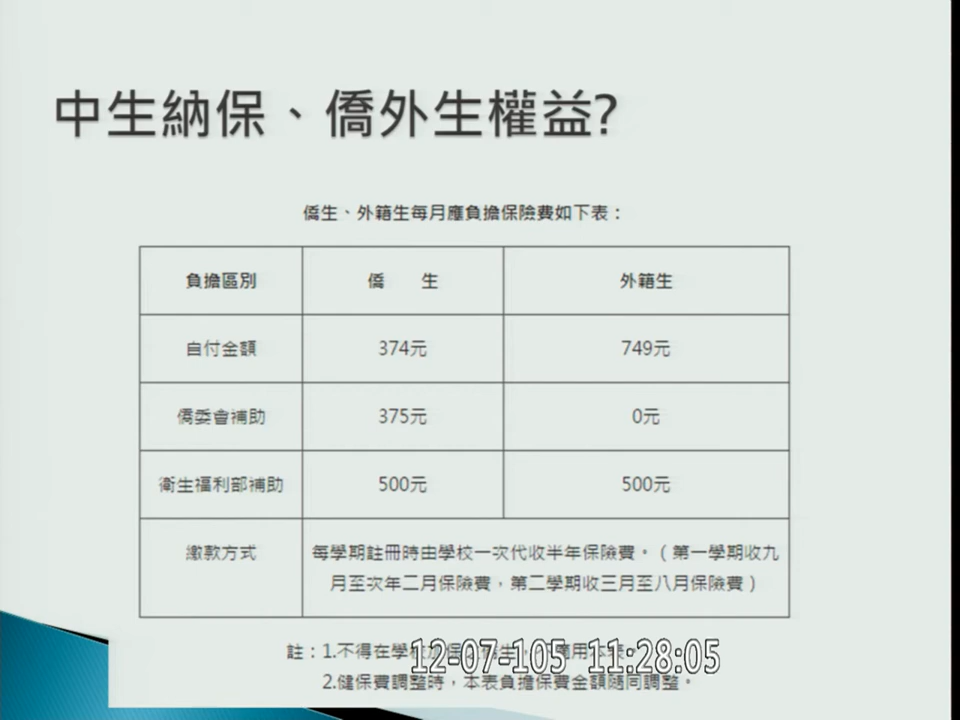 中生納保、僑外生權益?
僑生、外籍生每月應負擔保險費如下表：
負擔區別 僑　　生 外籍生
自付金額 374元 749元
僑委會補助 375元 0元
衛生福利部補助 500元 500元
繳款方式 每學期註冊時由學校一次代收半年保險費。（第一學期收九
月至次年二月保險費，第二學期收三月至八月保險費）
註：1.不得在學校
12-07-105 11:28:05
2.健保費調整時，本表負擔保費金額隨同調整。